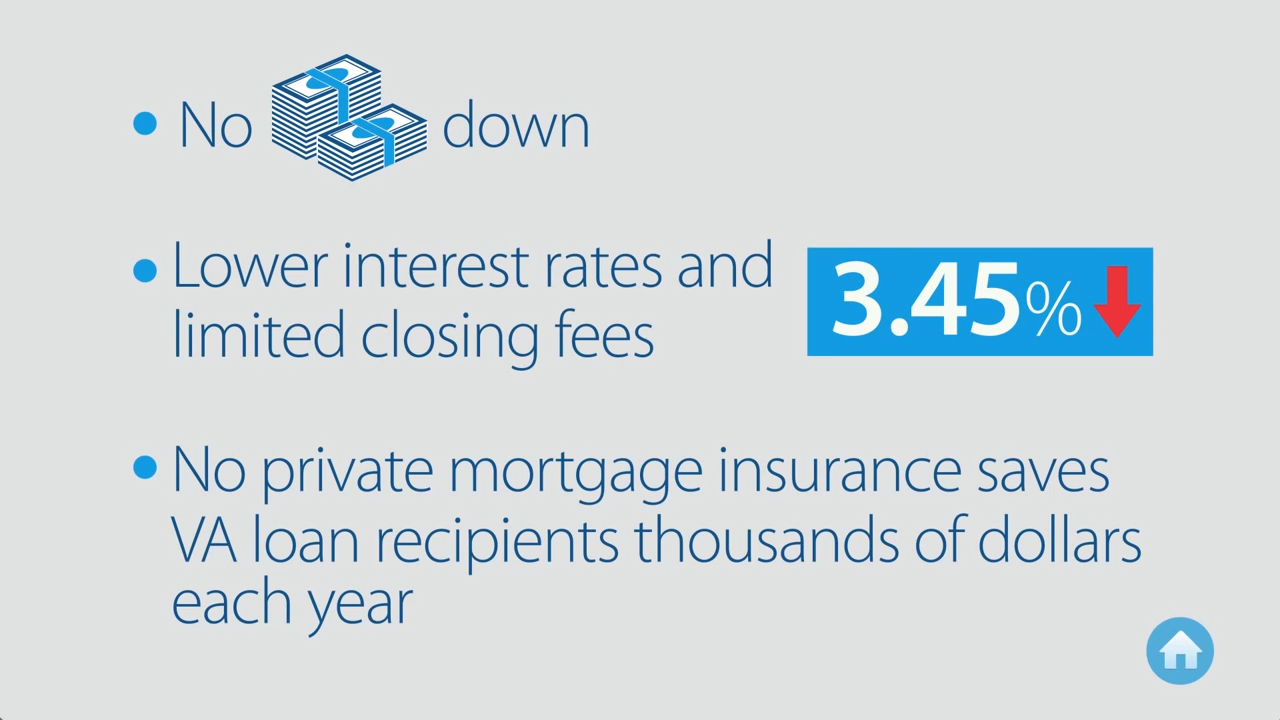 • No down
• Lower interest rates and
limited closing fees
3.45%
• No private mortgage insurance saves
VA loan recipients thousands of dollars
each year